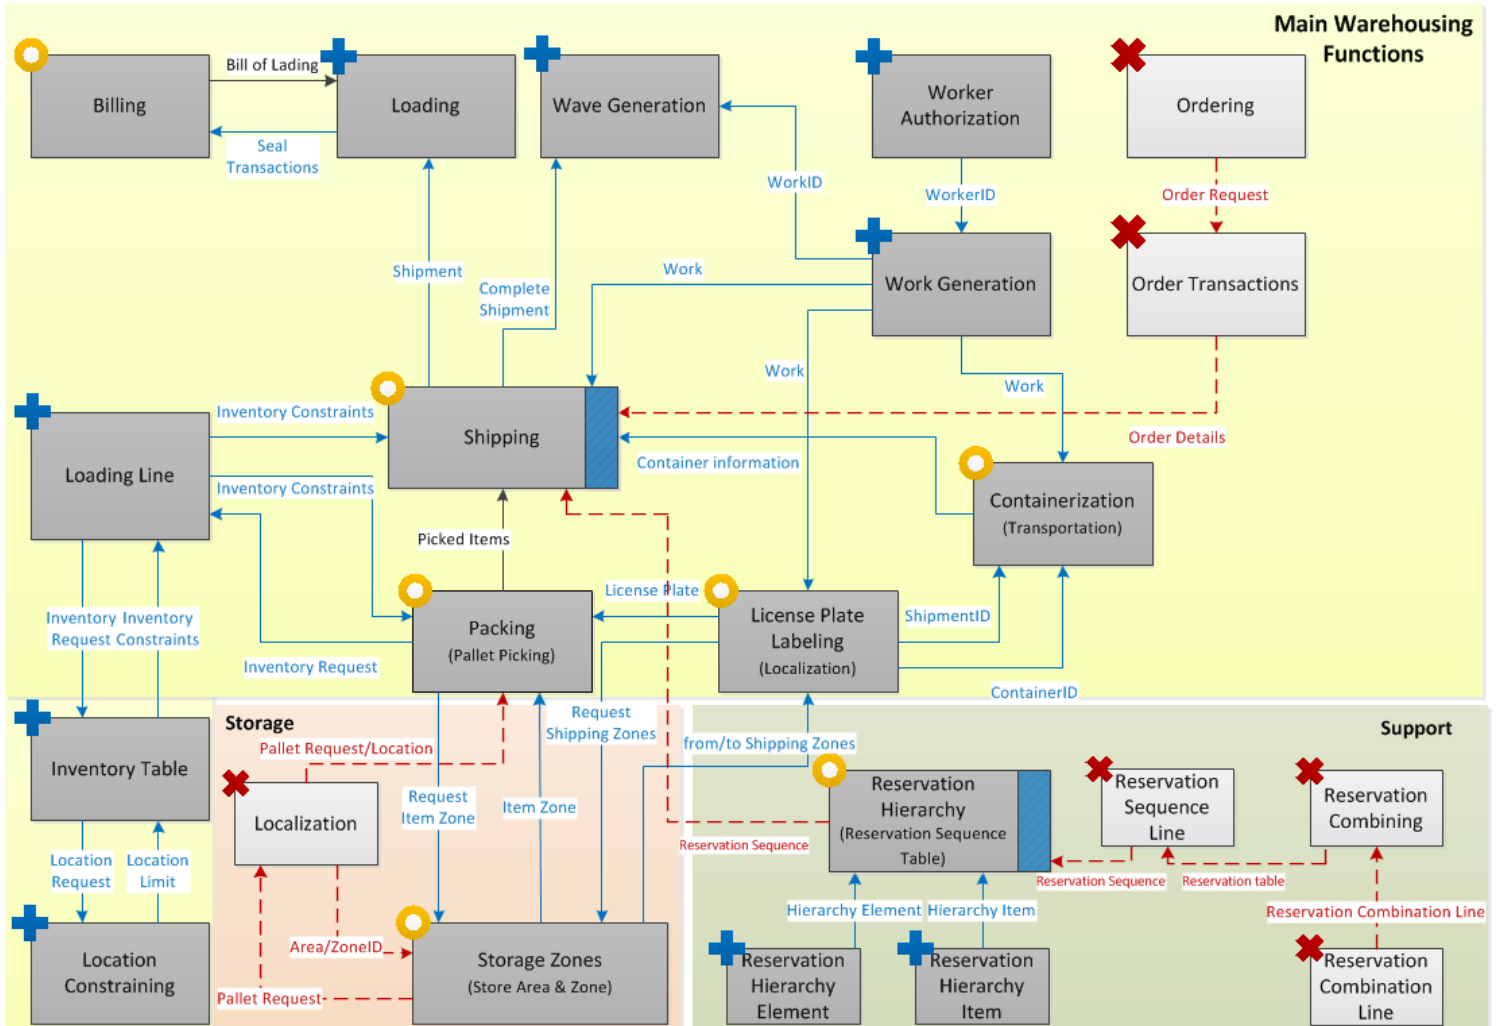 Main Warehousing
Functions
Bill of Lading
Billing
Loading
Wave Generation
Worker
Authorization
Ordering
Seal
Transactions
WorkID
WorkerID
Order Request
Shipment
Work
Work Generation
Order Transactions
Complete
Shipment
Work
Work
Inventory Constraints
Shipping
Order Details
Container information
Loading Line
Inventory Constraints
Containerization
(Transportation)
Picked Items
License Plate
License Plate
Labeling
(Localization)
ShipmentID
Packing
(Pallet Picking)
Inventory
Request
Inventory
Constraints
Inventory Request
ContainerID
Storage
Request
Shipping Zones
Support
Pallet Request/Location
from/to Shipping Zones
Inventory Table
Request
Item Zone
Item Zone
Localization
Reservation
Hierarchy
(Reservation Sequence
Table)
Reservation
Sequence
Line
Reservation
Combining
Reservation Sequence
Reservation Sequence
Reservation table
Location
Request
Location
Limit
Hierarchy Element
Hierarchy Item
Reservation Combination Line
Area/ZoneID
Location
Constraining
Storage Zones
(Store Area & Zone)
Pallet Request
Reservation
Hierarchy
Element
Reservation
Hierarchy
Item
Reservation
Combination
Line